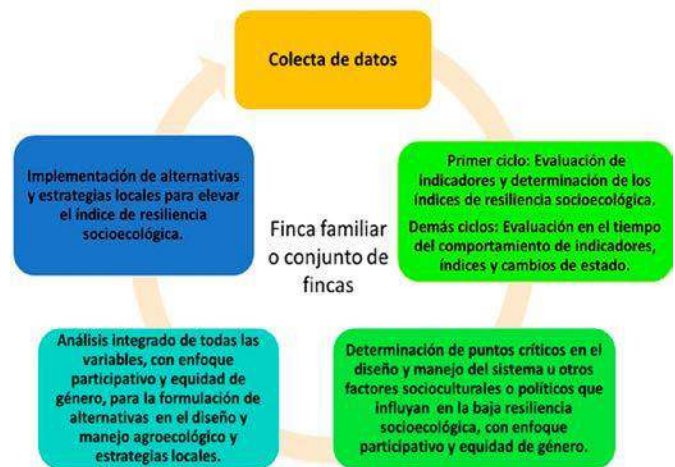 Colecta de datos
Primer ciclo: Evaluación de
indicadores y determinación de los
índices de resiliencia socioecológica.
Demás ciclos: Evaluación en el tiempo
del comportamiento de indicadores,
índices y cambios de estado.
Determinación de puntos críticos en el
diseño y manejo del sistema u otros
factores socioculturales o políticos que
influyan en la baja resiliencia
socioecológica, con enfoque
participativo y equidad de género.
Análisis integrado de todas las
variables, con enfoque
participativo y equidad de
género, para la formulación de
alternativas en el diseño y
manejo agroecológico y
estrategias locales.
Implementación de alternativas
y estrategias locales para elevar
el índice de resiliencia
socioecológica.
Finca familiar
o conjunto de
fincas